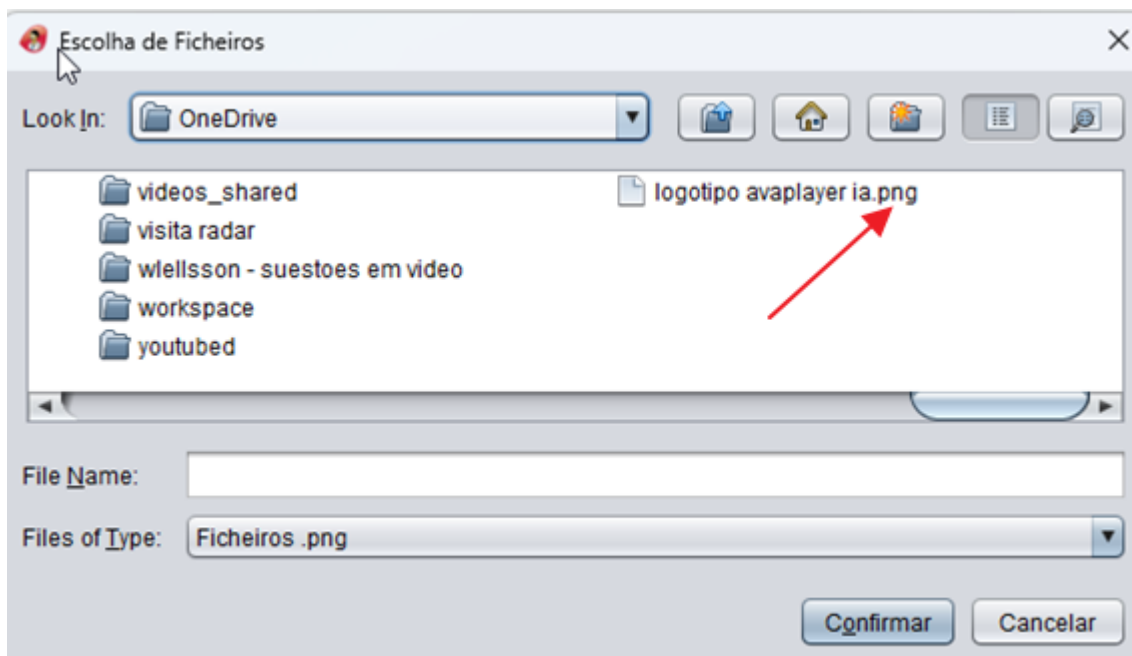 Escolha de Ficheiros
Look In: OneDrive
videos_shared
logotipo avaplayer ia.png
visita radar
wlellsson - suestoes em video
workspace
youtubed
File Name:
Files of Type: Ficheiros .png
Confirmar Cancelar